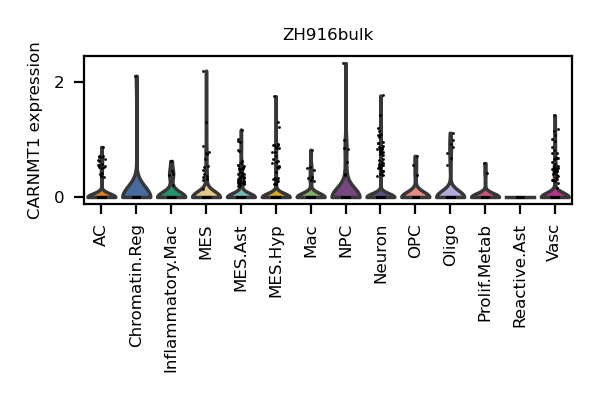 ZH916bulk
CARNMT1 expression
2
0
AC
Chromatin.Reg
Inflammatory.Mac
MES
MES.Ast
MES.Hyp
Mac
NPC
Neuron
OPC
Oligo
Prolif.Metab
Reactive.Ast
Vasc